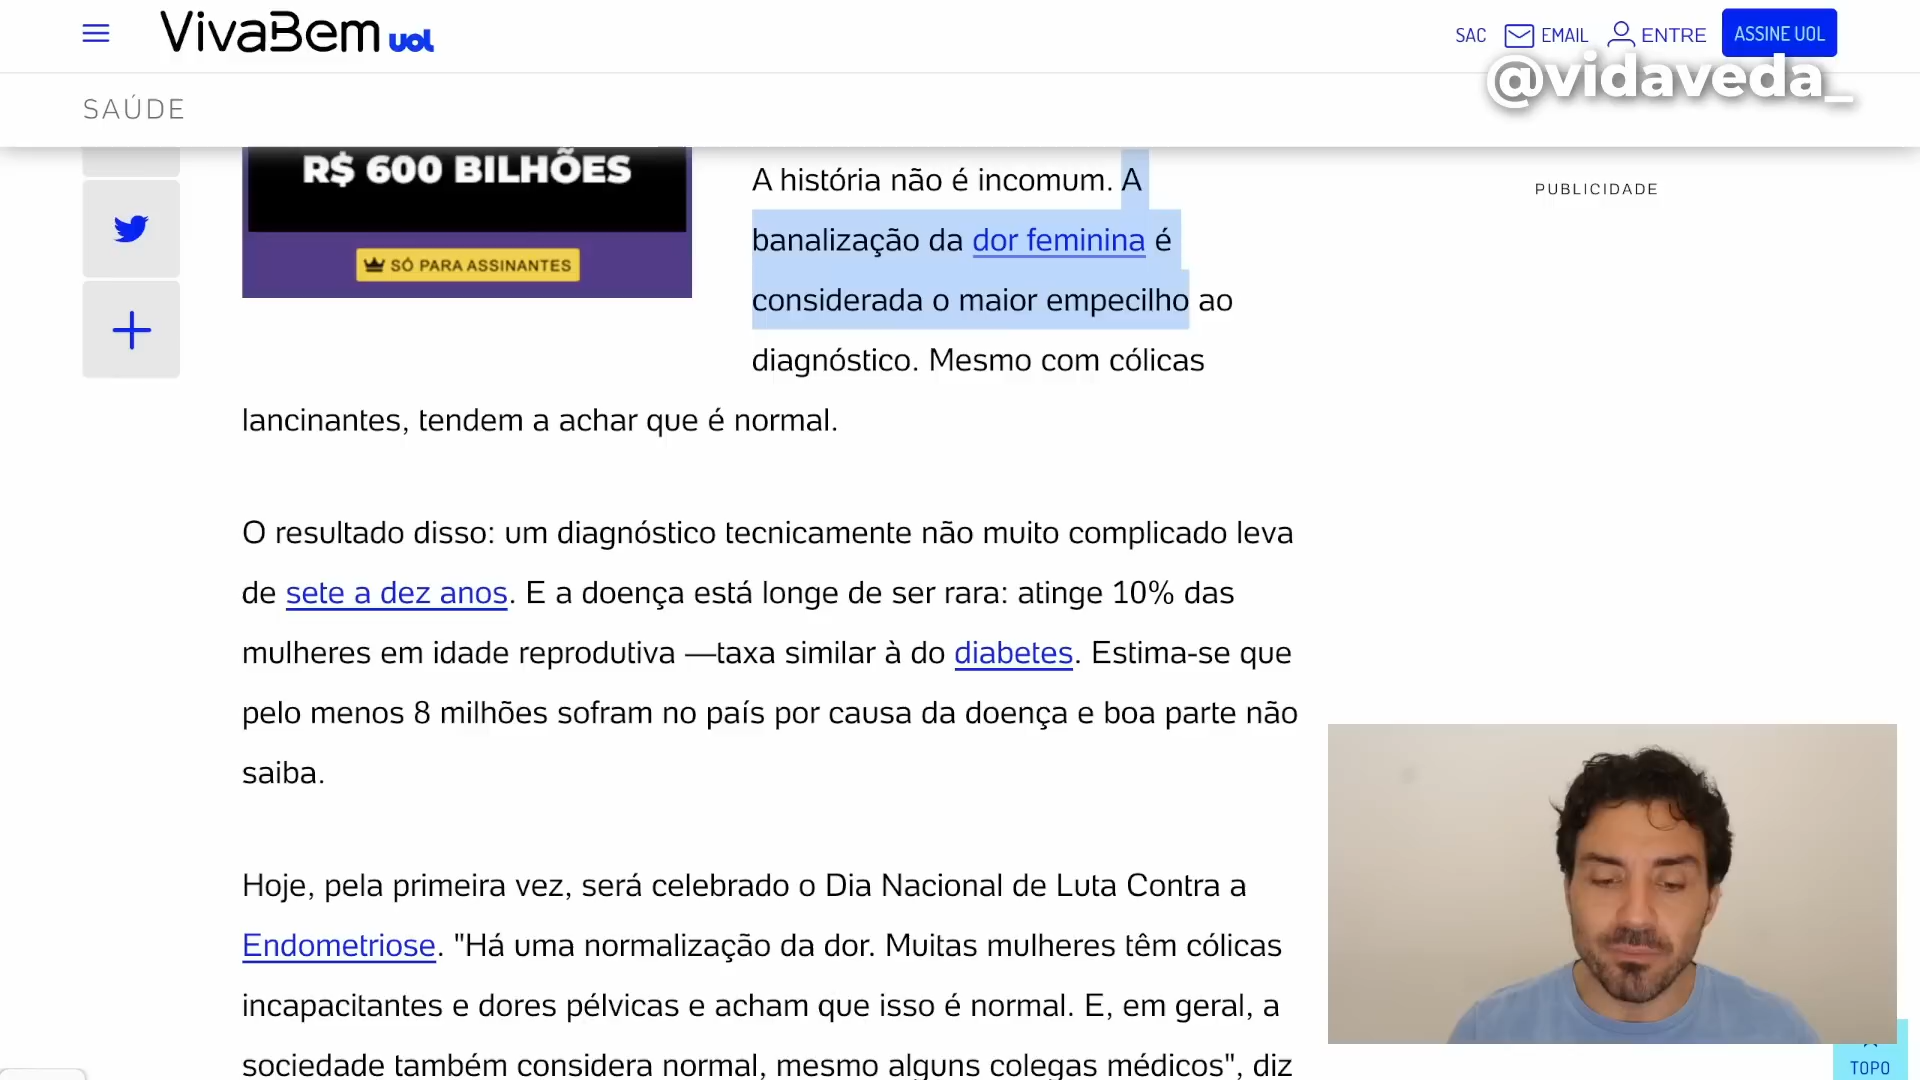 VivaBem uol
SAC EMAIL ENTRE ASSINE UOL
@vidaveda_
SAÚDE
R$ 600 BILHÕES
SÓ PARA ASSINANTES
PUBLICIDADE
A história não é incomum. A
banalização da dor feminina é
considerada o maior empecilho ao
diagnóstico. Mesmo com cólicas
lancinantes, tendem a achar que é normal.
O resultado disso: um diagnóstico tecnicamente não muito complicado leva
de sete a dez anos. E a doença está longe de ser rara: atinge 10% das
mulheres em idade reprodutiva —taxa similar à do diabetes. Estima-se que
pelo menos 8 milhões sofram no país por causa da doença e boa parte não
saiba.
Hoje, pela primeira vez, será celebrado o Dia Nacional de Luta Contra a
Endometriose. "Há uma normalização da dor. Muitas mulheres têm cólicas
incapacitantes e dores pélvicas e acham que isso é normal. E, em geral, a
sociedade também considera normal, mesmo alguns colegas médicos", diz
TOPO